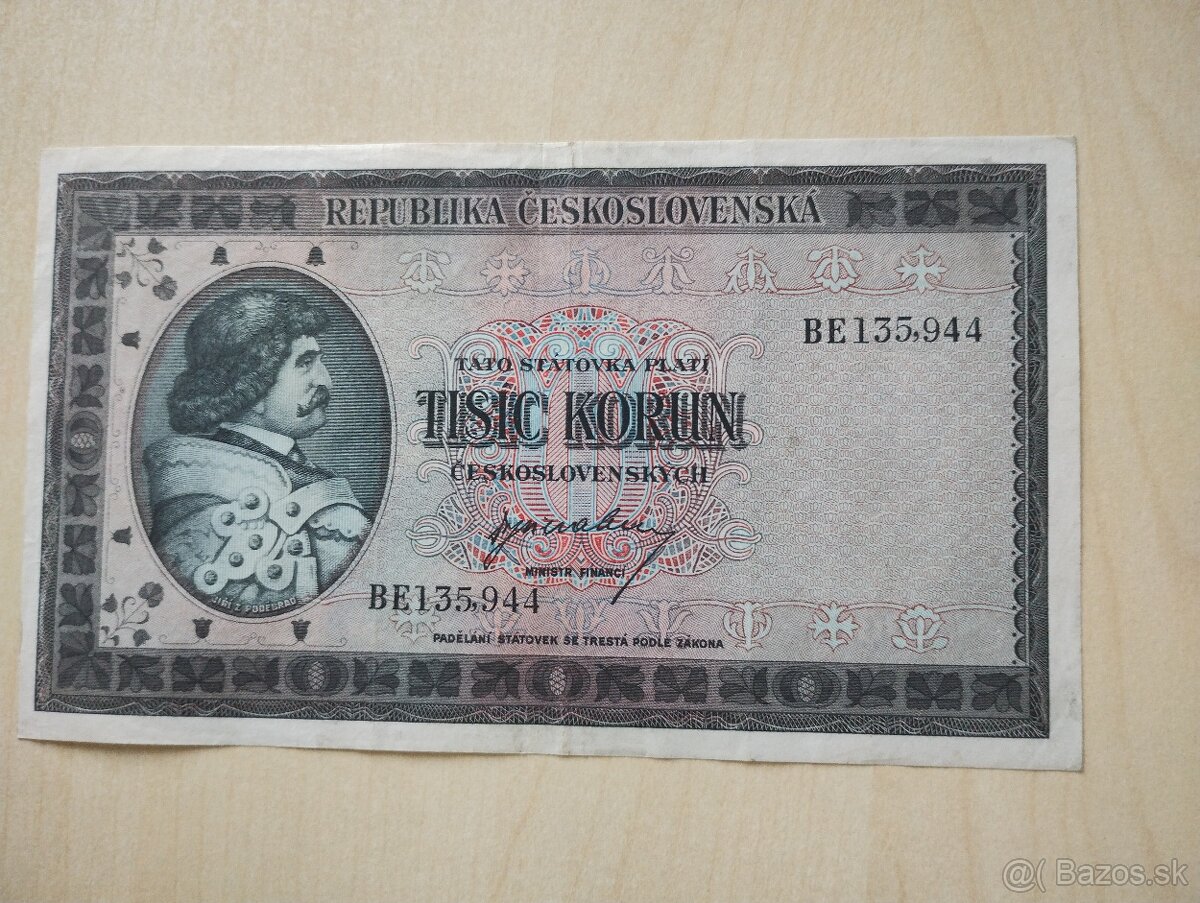 REPUBLIKA ČESKOSLOVENSKÁ
BE135,944
TATO STÁTOVKA PLATÍ
TISÍC KORUN
ČESKOSLOVENSKÝCH
MINISTR FINANCÍ
BE135,944
JIŘÍ Z PODĚBRAD
PADĚLÁNÍ STÁTOVEK SE TRESTÁ PODLE ZÁKONA
@( Bazos.sk